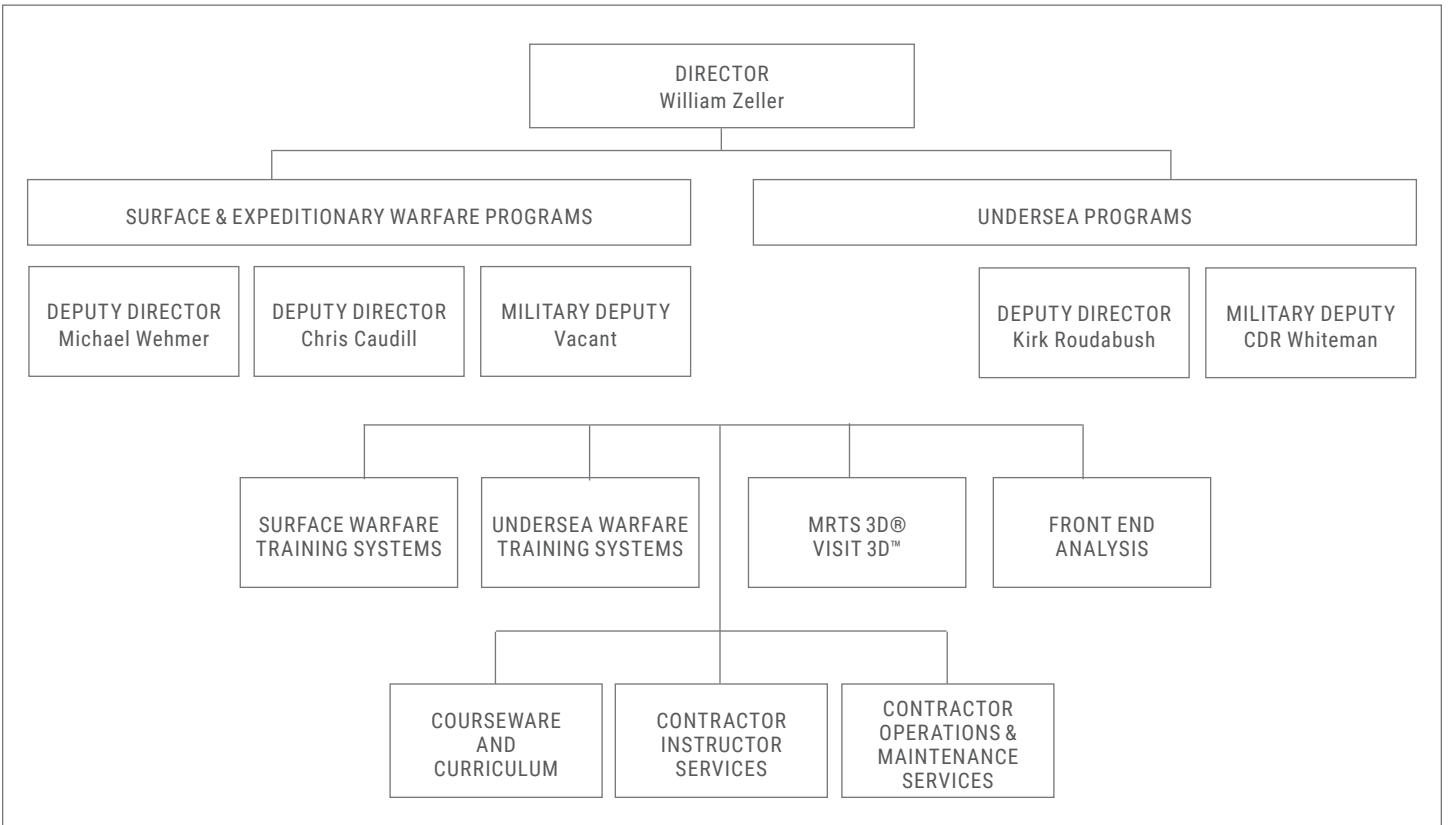 DIRECTOR
William Zeller
SURFACE & EXPEDITIONARY WARFARE PROGRAMS
UNDERSEA PROGRAMS
DEPUTY DIRECTOR
Michael Wehmer
DEPUTY DIRECTOR
Chris Caudill
MILITARY DEPUTY
Vacant
DEPUTY DIRECTOR
Kirk Roudabush
MILITARY DEPUTY
CDR Whiteman
SURFACE WARFARE
TRAINING SYSTEMS
UNDERSEA WARFARE
TRAINING SYSTEMS
MRTS 3D®
VISIT 3D™
FRONT END
ANALYSIS
COURSEWARE
AND
CURRICULUM
CONTRACTOR
INSTRUCTOR
SERVICES
CONTRACTOR
OPERATIONS &
MAINTENANCE
SERVICES